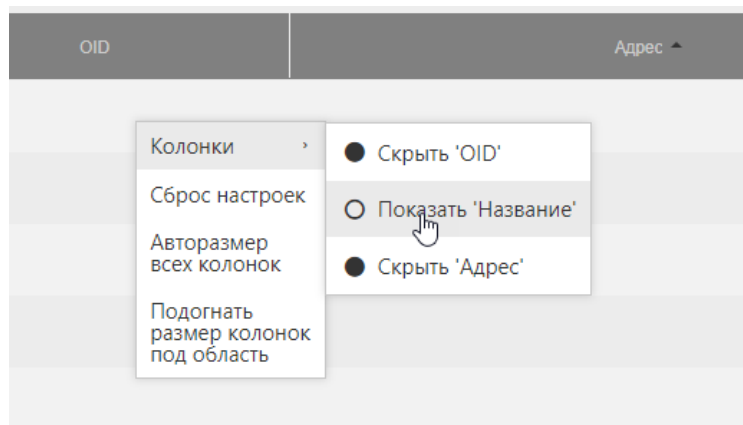 OID
Адрес
Колонки
Скрыть 'OID'
Сброс настроек
Показать 'Название'
Авторазмер
всех колонок
Скрыть 'Адрес'
Подогнать
размер колонок
под область